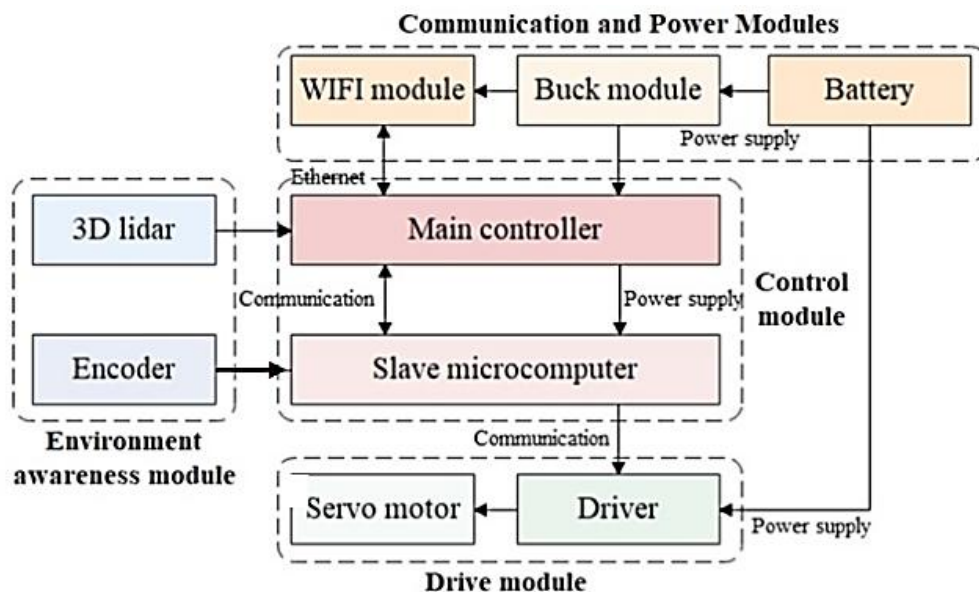 Communication and Power Modules
WIFI module
Buck module
Battery
Power supply
Ethernet
3D lidar
Main controller
Communication
Power supply
Control
module
Encoder
Slave microcomputer
Environment
awareness module
Communication
Servo motor
Driver
Power supply
Drive module